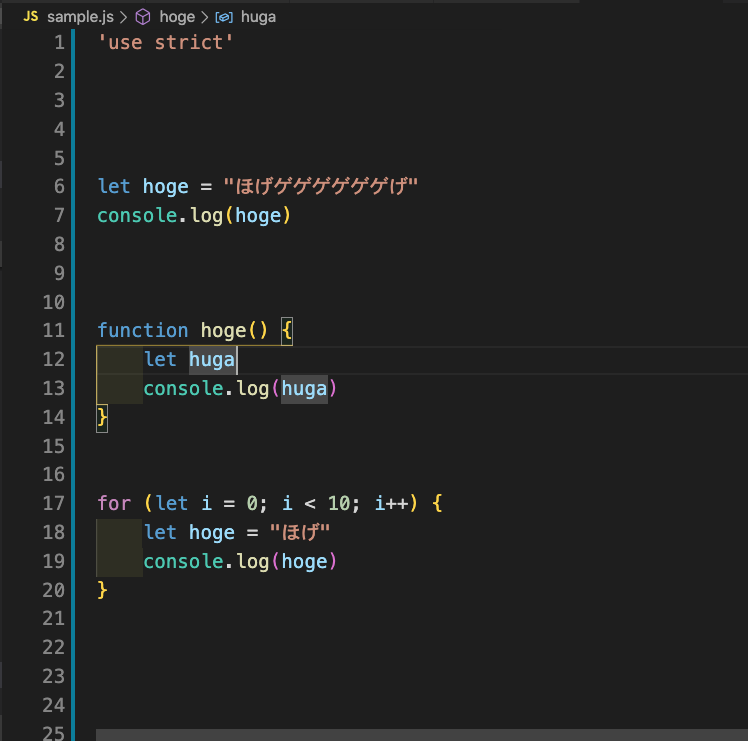 JS sample.js > hoge > huga
1 'use strict'
2
3
4
5
6 let hoge = "ほげゲゲゲゲゲゲげ"
7 console.log(hoge)
8
9
10
11 function hoge() {
12 let huga
13 console.log(huga)
14 }
15
16
17 for (let i = 0; i < 10; i++) {
18 let hoge = "ほげ"
19 console.log(hoge)
20 }
21
22
23
24
25